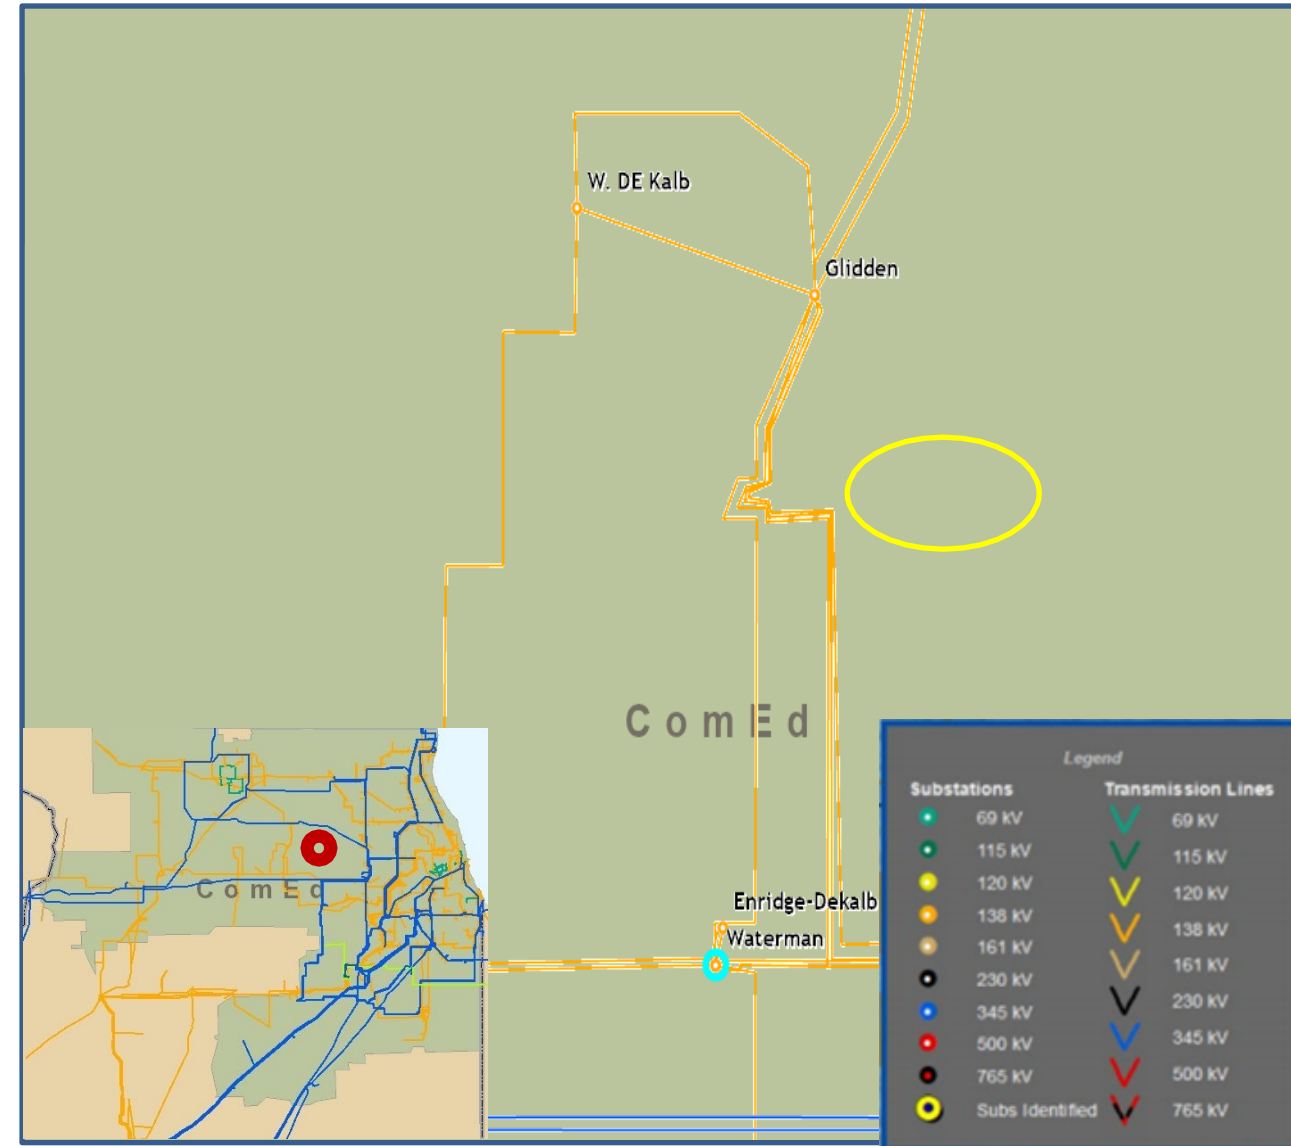 W. DE Kalb
Glidden
ComEd
Enridge-Dekalb
Waterman
ComEd
Legend
Substations Transmission Lines
69 kV 69 kV
115 kV 115 kV
120 kV 120 kV
138 kV 138 kV
161 kV 161 kV
230 kV 230 kV
345 kV 345 kV
500 kV 500 kV
765 kV 765 kV
Subs Identified